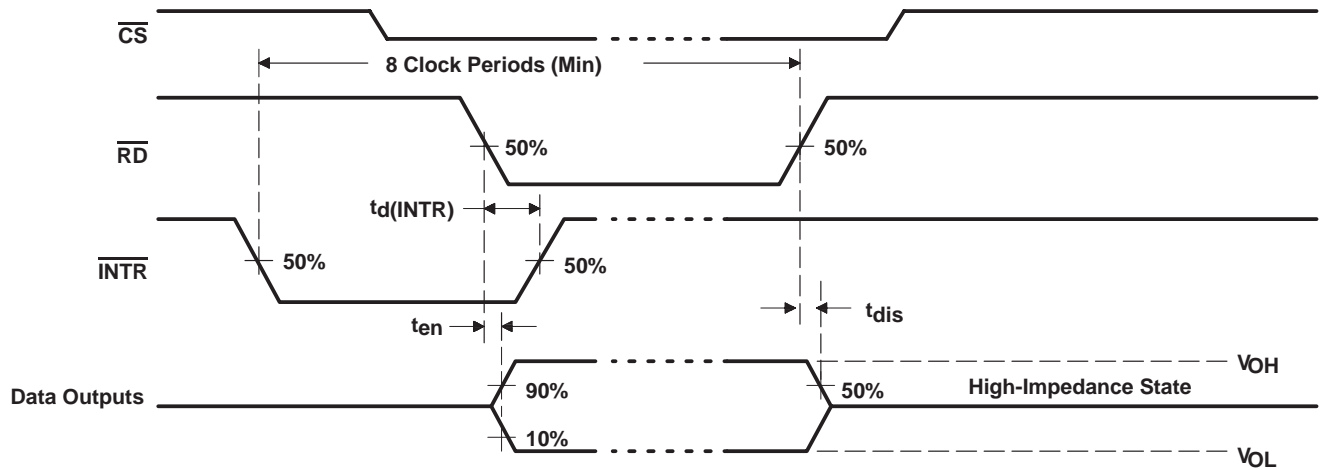 CS
8 Clock Periods (Min)
RD
50%
50%
td(INTR)
INTR
50%
50%
ten
tdis
VOH
Data Outputs
90%
50%
High-Impedance State
10%
VOL